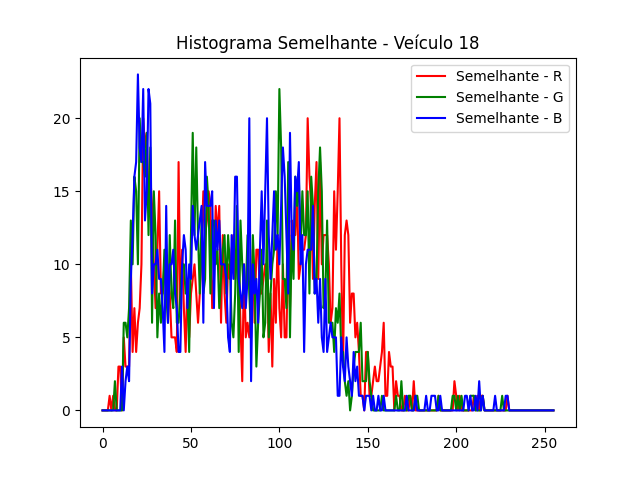 Histograma Semelhante - Veículo 18
Semelhante - R
Semelhante - G
Semelhante - B
20
15
10
5
0
0 50 100 150 200 250